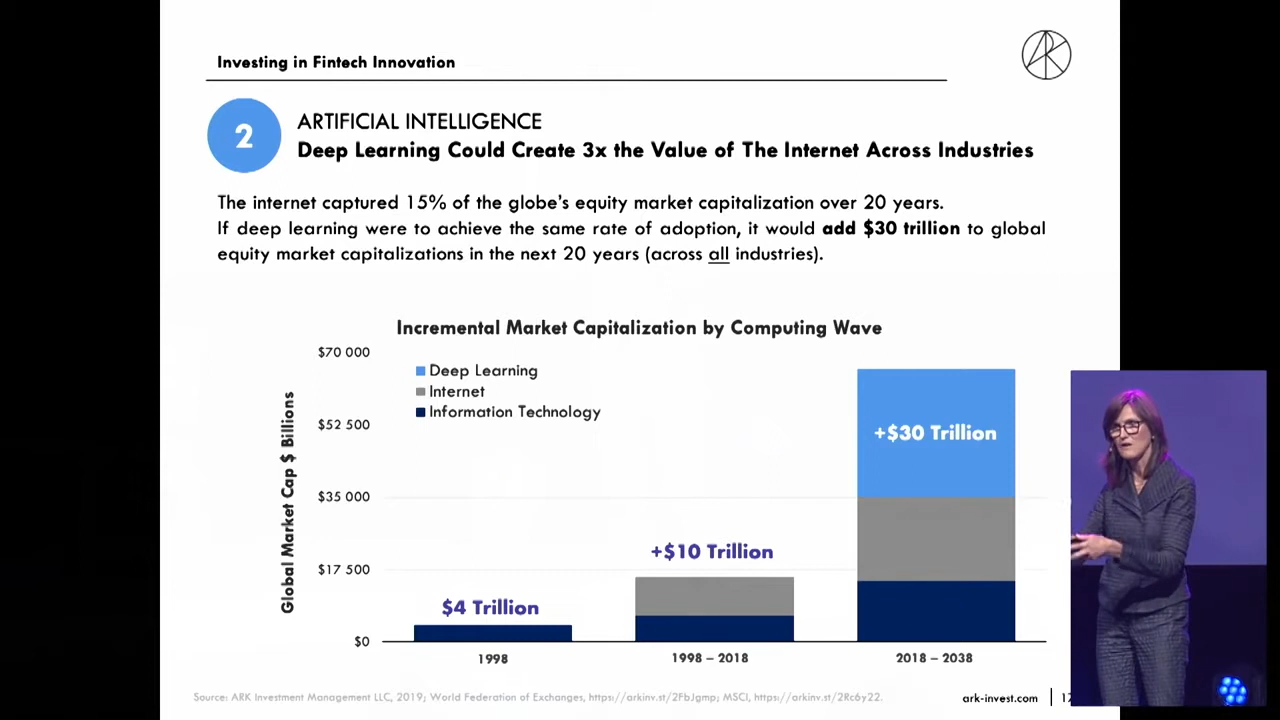 Investing in Fintech Innovation
ARK
2
ARTIFICIAL INTELLIGENCE
Deep Learning Could Create 3x the Value of The Internet Across Industries
The internet captured 15% of the globe's equity market capitalization over 20 years.
If deep learning were to achieve the same rate of adoption, it would add $30 trillion to global
equity market capitalizations in the next 20 years (across all industries).
Incremental Market Capitalization by Computing Wave
Global Market Cap $ Billions
$70 000
$52 500
$35 000
$17 500
$0
Deep Learning
Internet
Information Technology
$4 Trillion
+$10 Trillion
+$30 Trillion
1998
1998 – 2018
2018 – 2038
Source: ARK Investment Management LLC, 2019; World Federation of Exchanges, https://arkinv.st/2FbJgmp; MSCI, https://arkinv.st/2Rc6y22.
ark-invest.com